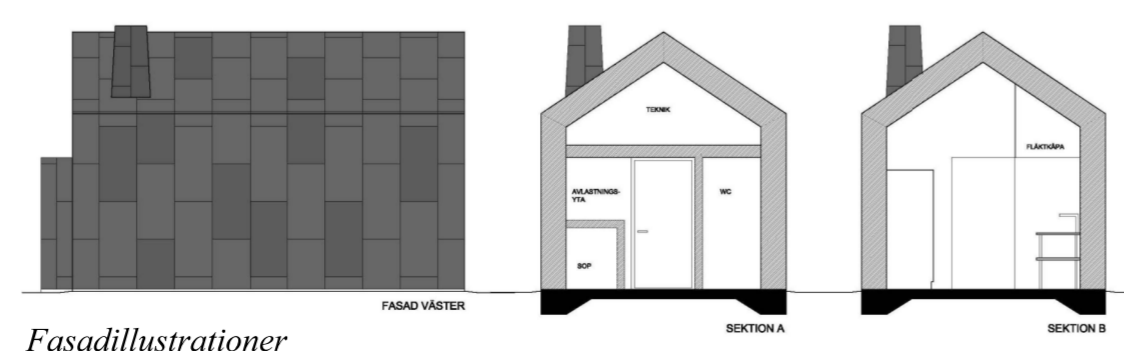 TEKNIK
AVLASTNINGS-
YTA
WC
SOP
FLÄKTKÅPA
FASAD VÄSTER
SEKTION A
SEKTION B
Fasadillustrationer